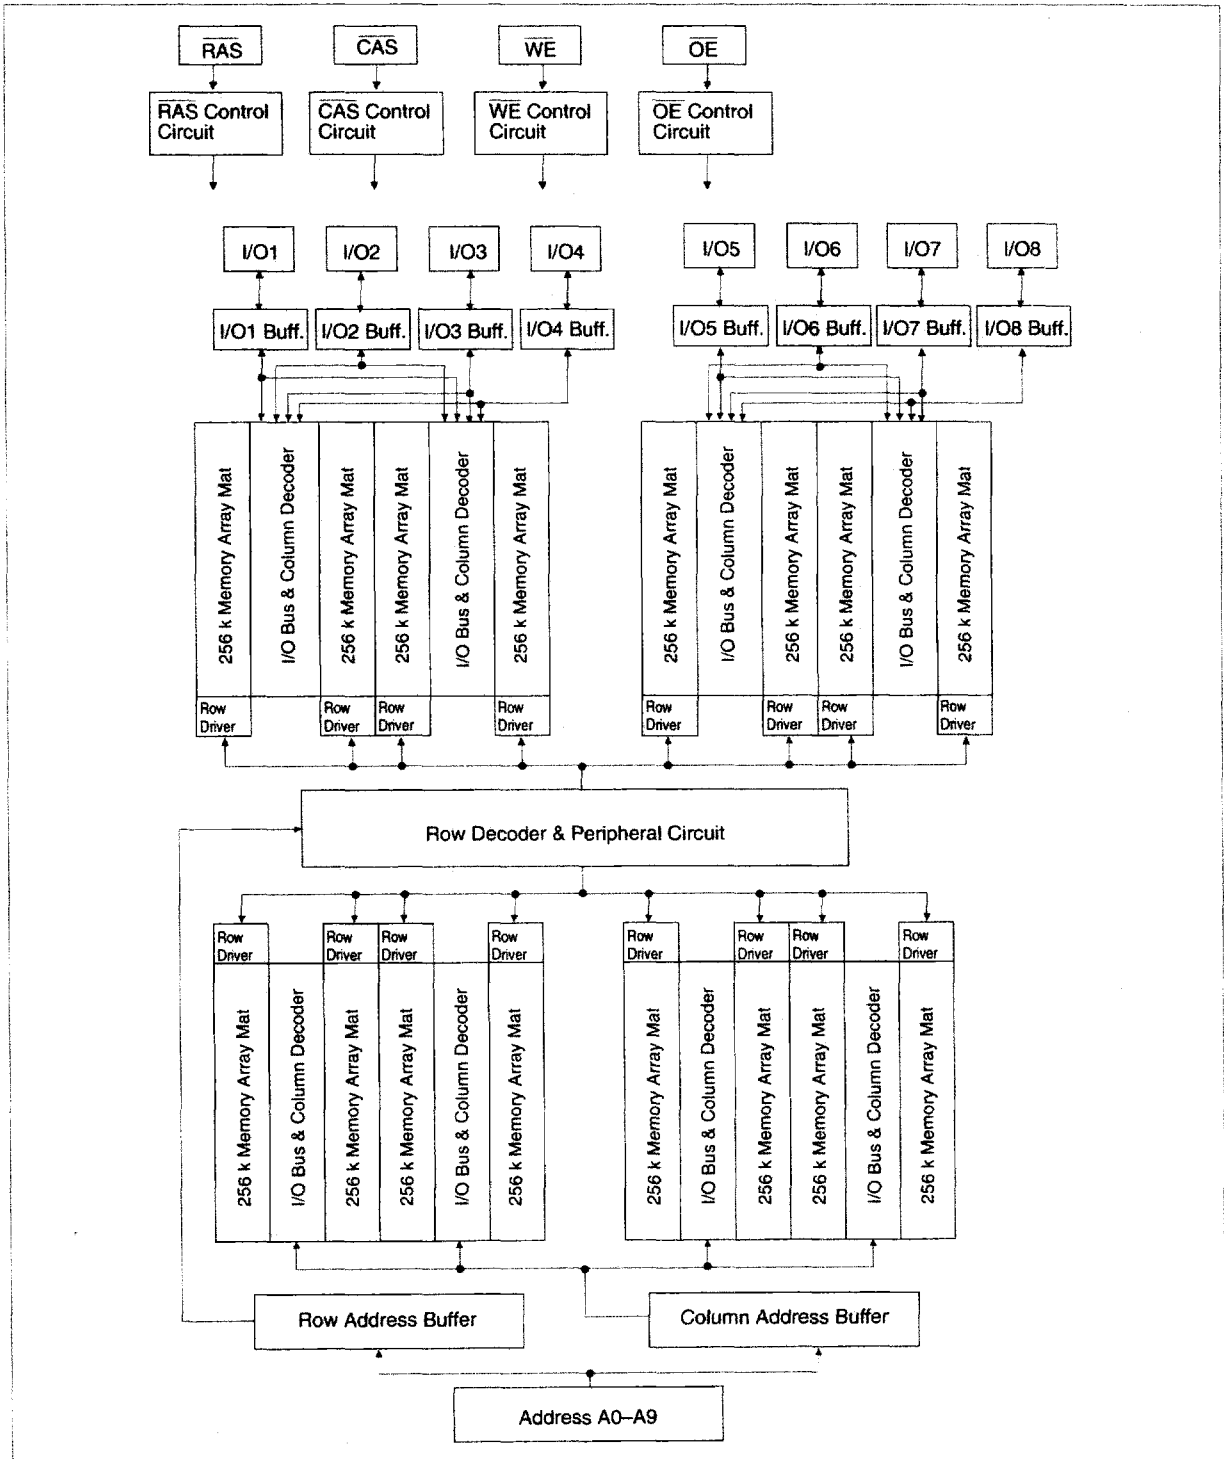 RAS CAS WE OE
RAS Control Circuit
CAS Control Circuit
WE Control Circuit
OE Control Circuit
I/O1 I/O2 I/O3 I/O4 I/O5 I/O6 I/O7 I/O8
I/O1 Buff. I/O2 Buff. I/O3 Buff. I/O4 Buff. I/O5 Buff. I/O6 Buff. I/O7 Buff. I/O8 Buff.
256 k Memory Array Mat
I/O Bus & Column Decoder
256 k Memory Array Mat
256 k Memory Array Mat
I/O Bus & Column Decoder
256 k Memory Array Mat
256 k Memory Array Mat
I/O Bus & Column Decoder
256 k Memory Array Mat
256 k Memory Array Mat
I/O Bus & Column Decoder
256 k Memory Array Mat
Row Driver
Row Driver
Row Driver
Row Driver
Row Driver
Row Driver
Row Driver
Row Driver
Row Decoder & Peripheral Circuit
Row Driver
Row Driver
Row Driver
Row Driver
Row Driver
Row Driver
Row Driver
Row Driver
256 k Memory Array Mat
I/O Bus & Column Decoder
256 k Memory Array Mat
256 k Memory Array Mat
I/O Bus & Column Decoder
256 k Memory Array Mat
256 k Memory Array Mat
I/O Bus & Column Decoder
256 k Memory Array Mat
256 k Memory Array Mat
I/O Bus & Column Decoder
256 k Memory Array Mat
Row Address Buffer
Column Address Buffer
Address A0–A9